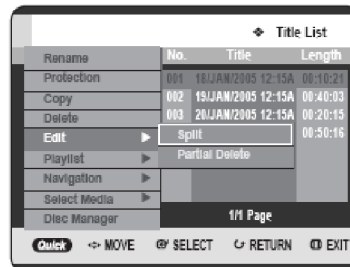 Title List
No. Title Length
Rename
Protection
Copy
Delete
Edit
Playlist
Navigation
Select Media
Disc Manager
001 18/JAN/2005 12:15A 00:10:21
002 19/JAN/2005 12:15A 00:40:03
003 20/JAN/2005 12:15A 00:20:15
00:50:16
Split
Partial Delete
1/1 Page
Quick MOVE SELECT RETURN EXIT